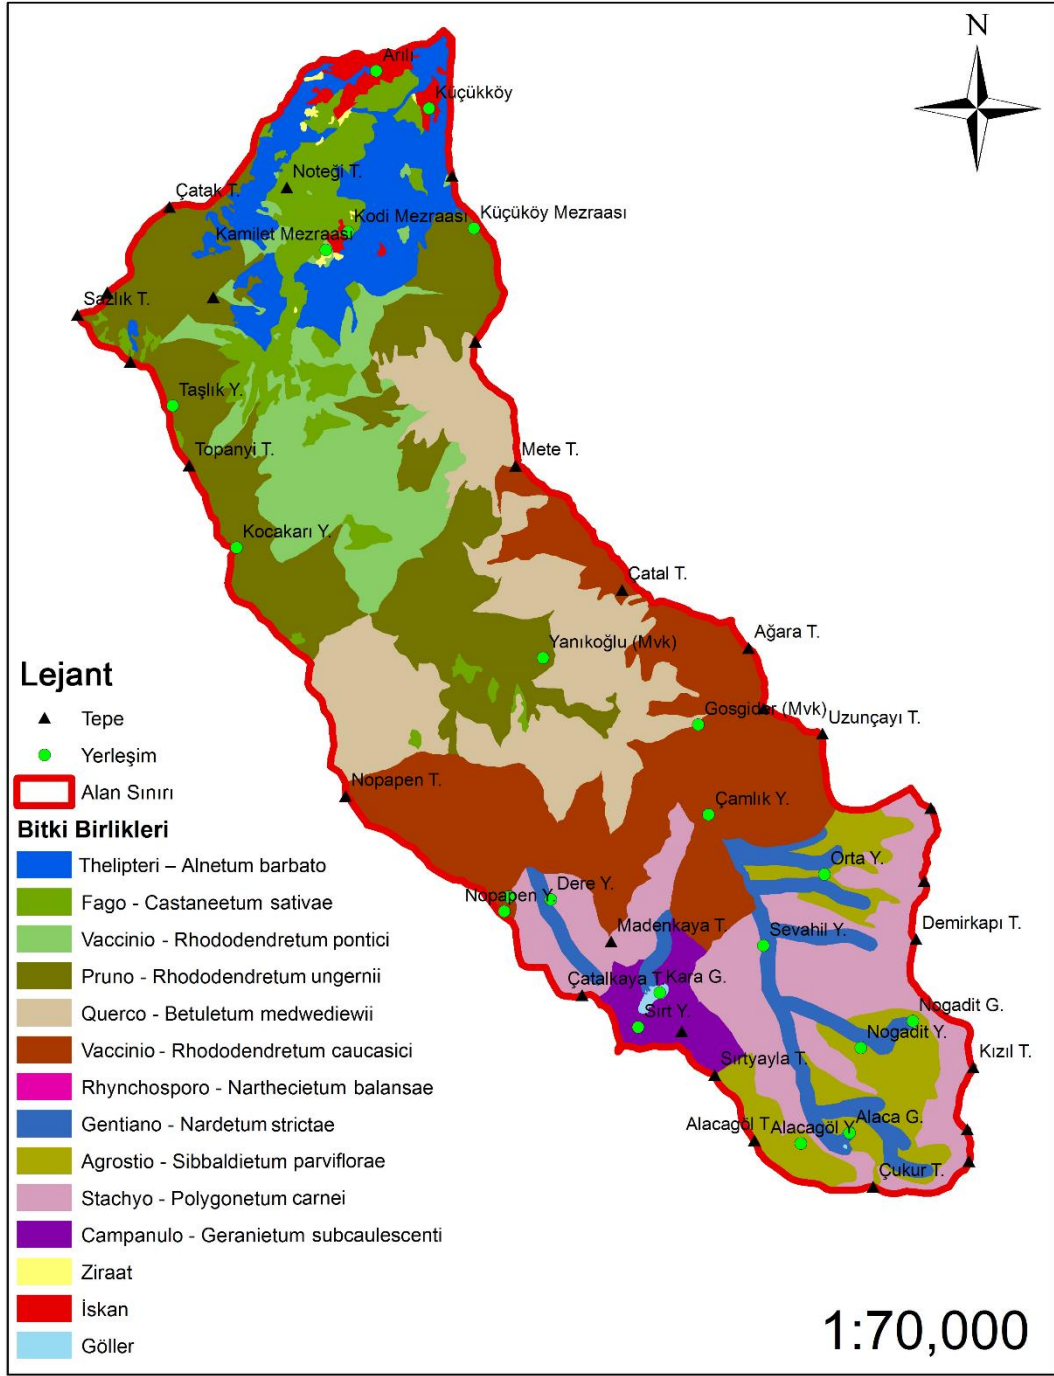 N
Arılı
Küçükköy
Noteği T.
Çatak T.
Kodi Mezraası
Küçüköy Mezraası
Kamilet Mezraası
Sazlık T.
Taşlık Y.
Topanyi T.
Mete T.
Kocakarı Y.
Çatal T.
Ağara T.
Yanıkoğlu (Mvk)
Gosgider (Mvk)
Uzunçayı T.
Nopapen T.
Çamlık Y.
Orta Y.
Nopapen Y.
Dere Y.
Madenkaya T.
Sevahil Y.
Demirkapı T.
Çatalkaya T.
Kara G.
Sırt Y.
Nogadit G.
Nogadit Y.
Kızıl T.
Sırtyayla T.
Alacagöl T.
Alacagöl Y.
Alaca G.
Çukur T.
Lejant
Tepe
Yerleşim
Alan Sınırı
Bitki Birlikleri
Thelipteri – Alnetum barbato
Fago - Castaneetum sativae
Vaccinio - Rhododendretum pontici
Pruno - Rhododendretum ungernii
Querco - Betuletum medwediewii
Vaccinio - Rhododendretum caucasici
Rhynchosporo - Narthecietum balansae
Gentiano - Nardetum strictae
Agrostio - Sibbaldietum parviflorae
Stachyo - Polygonetum carnei
Campanulo - Geranietum subcaulescenti
Ziraat
İskan
Göller
1:70,000